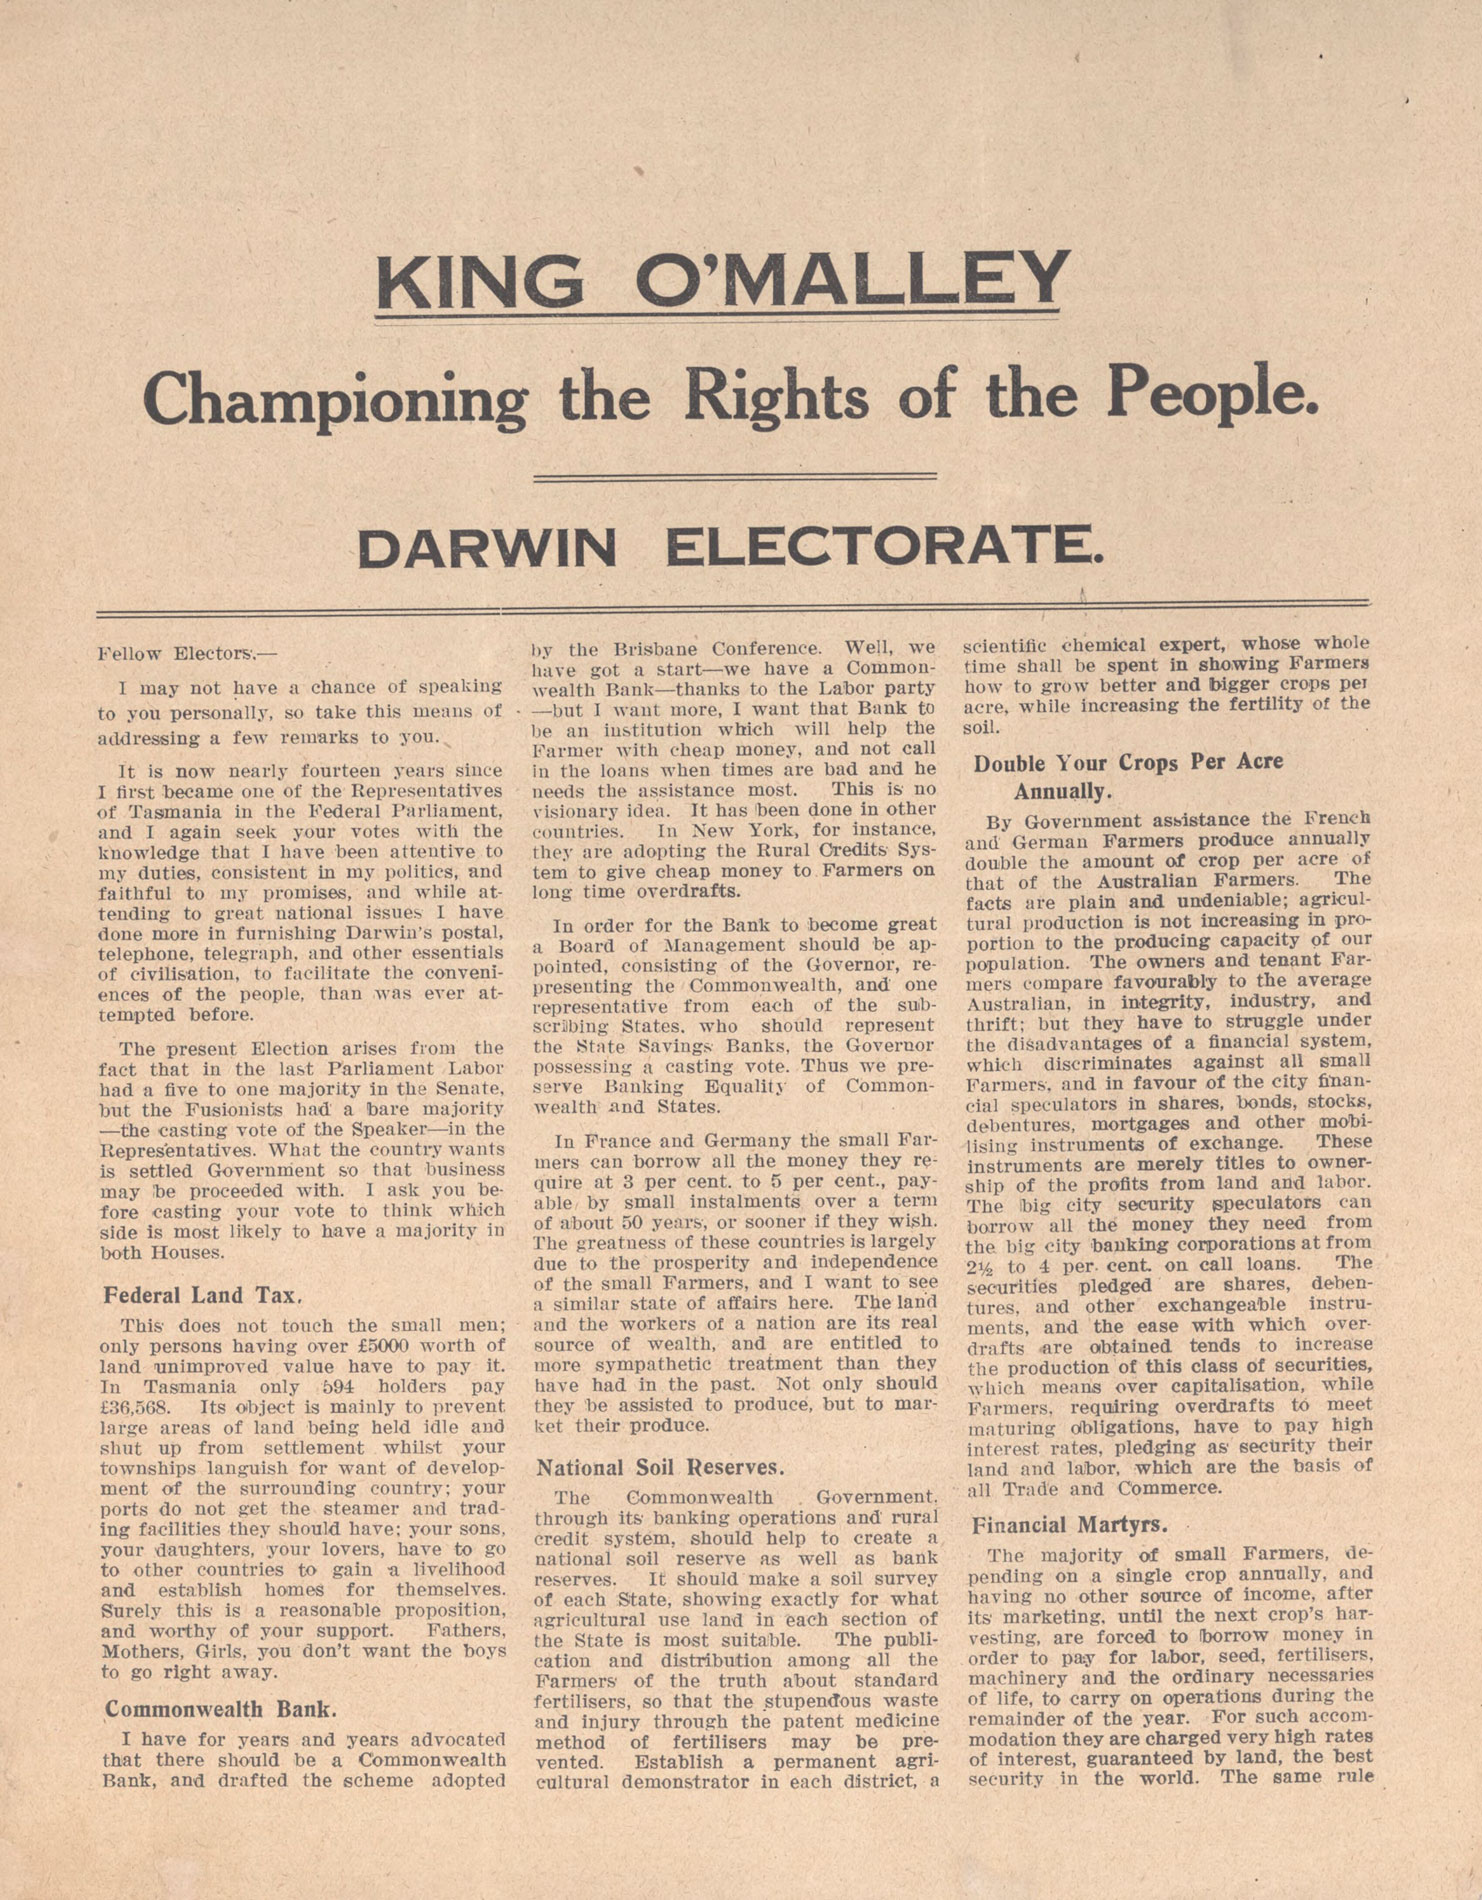 KING O'MALLEY
Championing the Rights of the People.
DARWIN ELECTORATE.
Fellow Electors,—
I may not have a chance of speaking
to you personally, so take this means of
addressing a few remarks to you.
It is now nearly fourteen years since
I first became one of the Representatives
of Tasmania in the Federal Parliament,
and I again seek your votes with the
knowledge that I have been attentive to
my duties, consistent in my politics, and
faithful to my promises, and while at-
tending to great national issues I have
done more in furnishing Darwin's postal,
telephone, telegraph, and other essentials
of civilisation, to facilitate the conveni-
ences of the people, than was ever at-
tempted before.
The present Election arises from the
fact that in the last Parliament Labor
had a five to one majority in the Senate,
but the Fusionists had a bare majority
—the casting vote of the Speaker—in the
Representatives. What the country wants
is settled Government so that business
may be proceeded with. I ask you be-
fore casting your vote to think which
side is most likely to have a majority in
both Houses.
Federal Land Tax.
This does not touch the small men;
only persons having over £5000 worth of
land unimproved value have to pay it.
In Tasmania only 594 holders pay
£36,568. Its object is mainly to prevent
large areas of land being held idle and
shut up from settlement whilst your
townships languish for want of develop-
ment of the surrounding country; your
ports do not get the steamer and trad-
ing facilities they should have; your sons,
your daughters, your lovers, have to go
to other countries to gain a livelihood
and establish homes for themselves.
Surely this is a reasonable proposition,
and worthy of your support. Fathers,
Mothers, Girls, you don't want the boys
to go right away.
Commonwealth Bank.
I have for years and years advocated
that there should be a Commonwealth
Bank, and drafted the scheme adopted
by the Brisbane Conference. Well, we
have got a start—we have a Common-
wealth Bank—thanks to the Labor party
—but I want more, I want that Bank to
be an institution which will help the
Farmer with cheap money, and not call
in the loans when times are bad and he
needs the assistance most. This is no
visionary idea. It has been done in other
countries. In New York, for instance,
they are adopting the Rural Credits Sys-
tem to give cheap money to Farmers on
long time overdrafts.
In order for the Bank to become great
a Board of Management should be ap-
pointed, consisting of the Governor, re-
presenting the Commonwealth, and one
representative from each of the sub-
scribing States, who should represent
the State Savings Banks, the Governor
possessing a casting vote. Thus we pre-
serve Banking Equality of Common-
wealth and States.
In France and Germany the small Far-
mers can borrow all the money they re-
quire at 3 per cent. to 5 per cent., pay-
able by small instalments over a term
of about 50 years, or sooner if they wish.
The greatness of these countries is largely
due to the prosperity and independence
of the small Farmers, and I want to see
a similar state of affairs here. The land
and the workers of a nation are its real
source of wealth, and are entitled to
more sympathetic treatment than they
have had in the past. Not only should
they be assisted to produce, but to mar-
ket their produce.
National Soil Reserves.
The Commonwealth Government,
through its banking operations and rural
credit system, should help to create a
national soil reserve as well as bank
reserves. It should make a soil survey
of each State, showing exactly for what
agricultural use land in each section of
the State is most suitable. The publi-
cation and distribution among all the
Farmers of the truth about standard
fertilisers, so that the stupendous waste
and injury through the patent medicine
method of fertilisers may be pre-
vented. Establish a permanent agri-
cultural demonstrator in each district, a
scientific chemical expert, whose whole
time shall be spent in showing Farmers
how to grow better and bigger crops per
acre, while increasing the fertility of the
soil.
Double Your Crops Per Acre
Annually.
By Government assistance the French
and German Farmers produce annually
double the amount of crop per acre of
that of the Australian Farmers. The
facts are plain and undeniable; agricul-
tural production is not increasing in pro-
portion to the producing capacity of our
population. The owners and tenant Far-
mers compare favourably to the average
Australian, in integrity, industry, and
thrift; but they have to struggle under
the disadvantages of a financial system,
which discriminates against all small
Farmers, and in favour of the city finan-
cial speculators in shares, bonds, stocks,
debentures, mortgages and other mobi-
lising instruments of exchange. These
instruments are merely titles to owner-
ship of the profits from land and labor.
The big city security speculators can
borrow all the money they need from
the big city banking corporations at from
2½ to 4 per cent. on call loans. The
securities pledged are shares, deben-
tures, and other exchangeable instru-
ments, and the ease with which over-
drafts are obtained tends to increase
the production of this class of securities,
which means over capitalisation, while
Farmers, requiring overdrafts to meet
maturing obligations, have to pay high
interest rates, pledging as security their
land and labor, which are the basis of
all Trade and Commerce.
Financial Martyrs.
The majority of small Farmers, de-
pending on a single crop annually, and
having no other source of income, after
its marketing, until the next crop's har-
vesting, are forced to borrow money in
order to pay for labor, seed, fertilisers,
machinery and the ordinary necessaries
of life, to carry on operations during the
remainder of the year. For such accom-
modation they are charged very high rates
of interest, guaranteed by land, the best
security in the world. The same rule